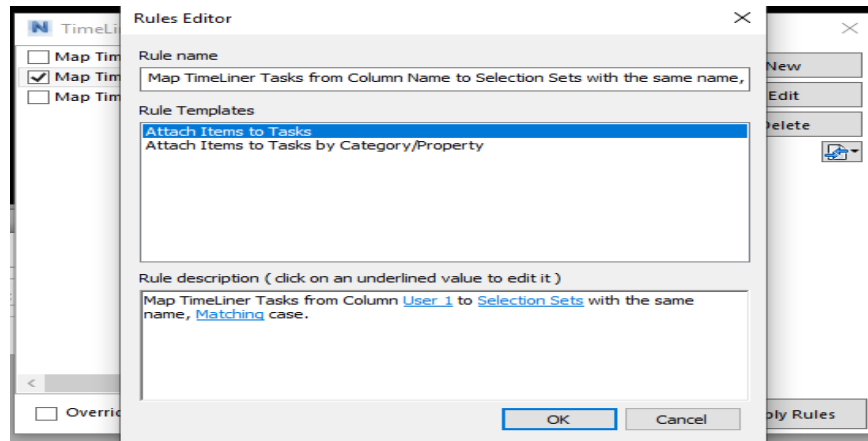 TimeLi
Rules Editor
Map Tim
Map Tim
Map Tim
Rule name
Map TimeLiner Tasks from Column Name to Selection Sets with the same name,
Rule Templates
Attach Items to Tasks
Attach Items to Tasks by Category/Property
Rule description ( click on an underlined value to edit it )
Map TimeLiner Tasks from Column User 1 to Selection Sets with the same
name, Matching case.
OK
Cancel
New
Edit
Delete
Overri
ply Rules